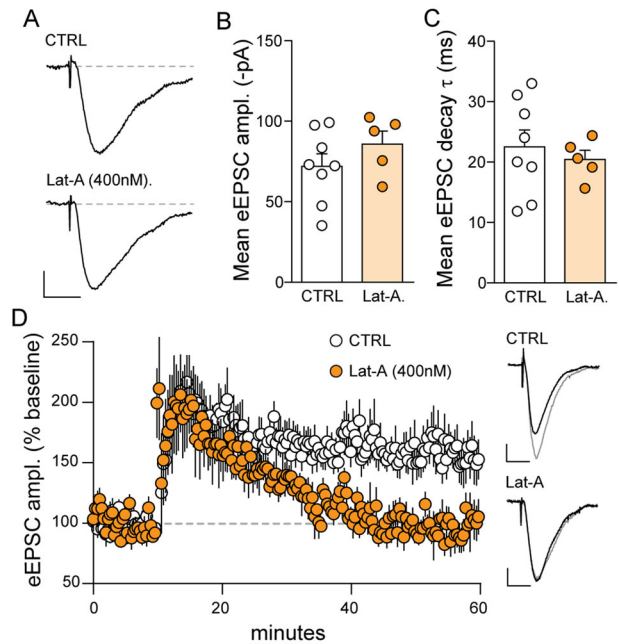 A
CTRL
Lat-A (400nM).
B
Mean eEPSC ampl. (-pA)
150
100
50
0
CTRL
Lat-A.
C
Mean eEPSC decay τ (ms)
40
30
20
10
0
CTRL
Lat-A.
D
eEPSC ampl. (% baseline)
250
200
150
100
50
CTRL
Lat-A (400nM)
0
20
40
60
minutes
CTRL
Lat-A